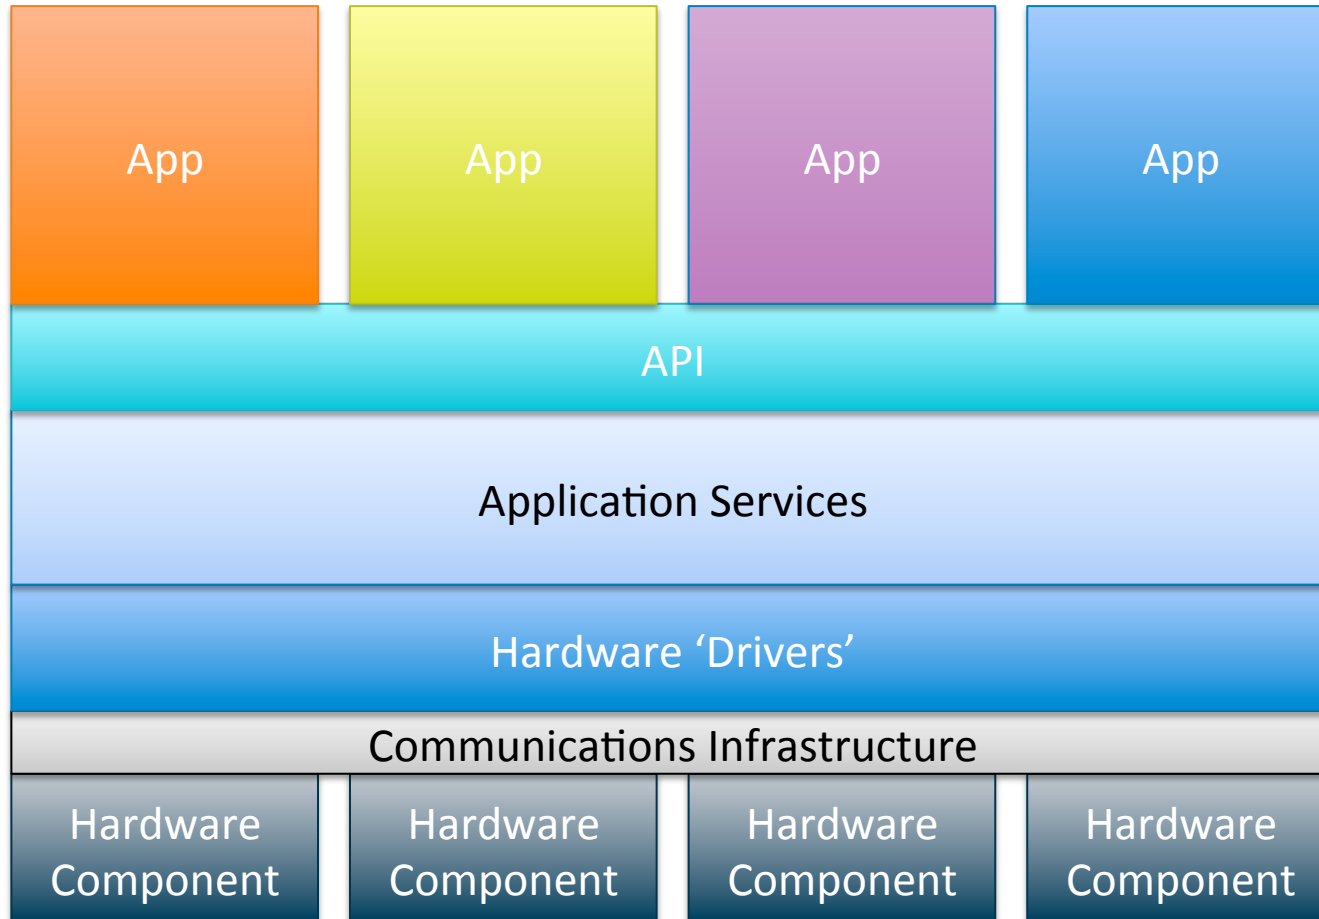 App
App
App
App
API
Application Services
Hardware ‘Drivers’
Communications Infrastructure
Hardware
Component
Hardware
Component
Hardware
Component
Hardware
Component